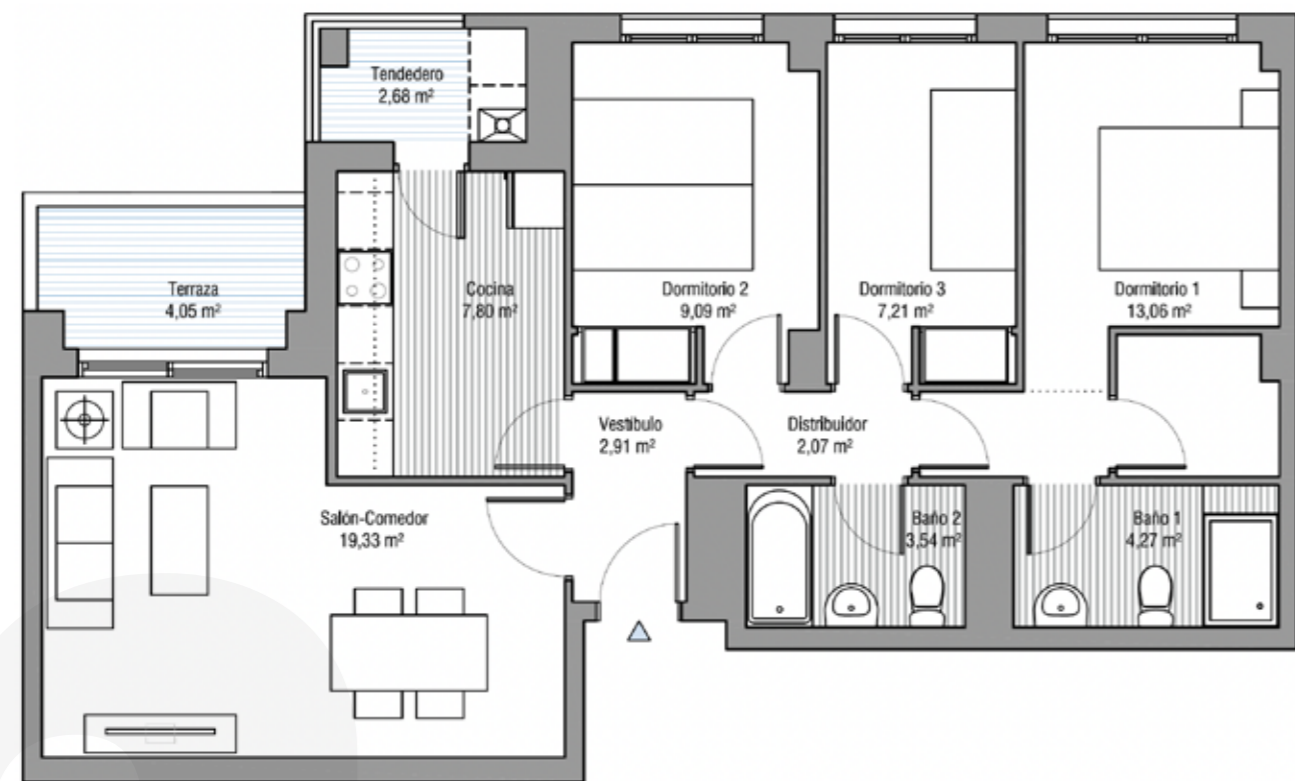 Tendedero
2,68 m²
Terraza
4,05 m²
Cocina
7,80 m²
Dormitorio 2
9,09 m²
Dormitorio 3
7,21 m²
Dormitorio 1
13,06 m²
Vestíbulo
2,91 m²
Distribuidor
2,07 m²
Salón-Comedor
19,33 m²
Baño 2
3,54 m²
Baño 1
4,27 m²